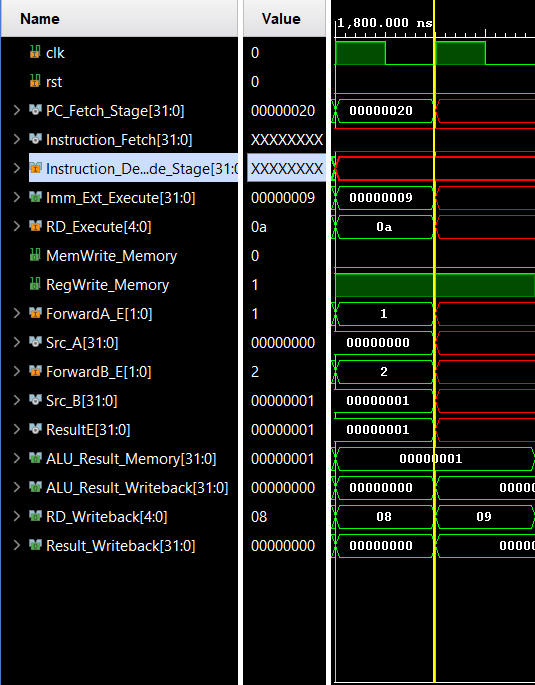 Name Value 1,800.000 ns
clk 0
rst 0
PC_Fetch_Stage[31:0] 00000020 00000020
Instruction_Fetch[31:0] XXXXXXXX
Instruction_De...de_Stage[31:0 XXXXXXXX
Imm_Ext_Execute[31:0] 00000009 00000009
RD_Execute[4:0] 0a 0a
MemWrite_Memory 0
RegWrite_Memory 1
ForwardA_E[1:0] 1 1
Src_A[31:0] 00000000 00000000
ForwardB_E[1:0] 2 2
Src_B[31:0] 00000001 00000001
ResultE[31:0] 00000001 00000001
ALU_Result_Memory[31:0] 00000001 00000001
ALU_Result_Writeback[31:0] 00000000 00000000 0000
RD_Writeback[4:0] 08 08 09
Result_Writeback[31:0] 00000000 00000000 0000